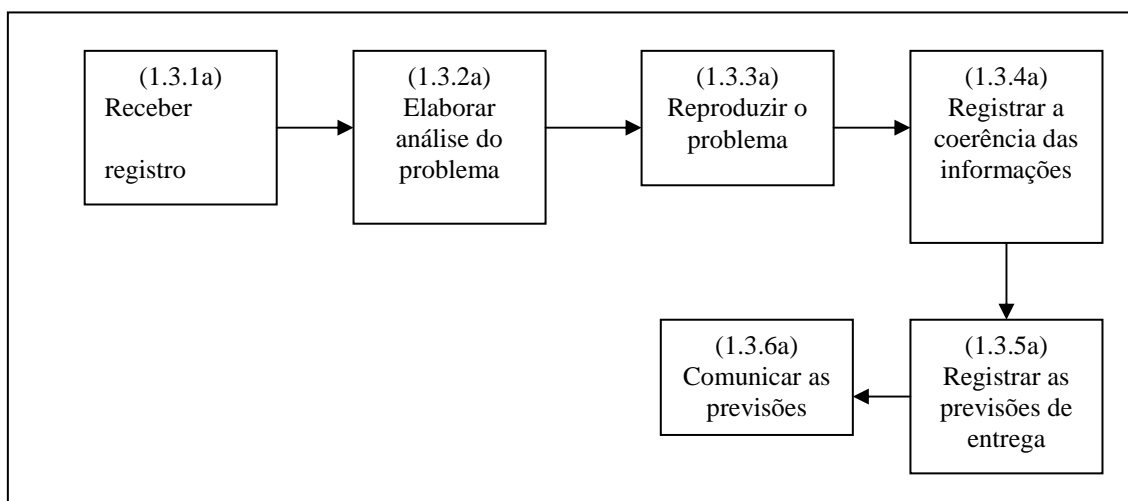 (1.3.1a)
Receber
registro
(1.3.2a)
Elaborar
análise do
problema
(1.3.3a)
Reproduzir o
problema
(1.3.4a)
Registrar a
coerência das
informações
(1.3.5a)
Registrar as
previsões de
entrega
(1.3.6a)
Comunicar as
previsões